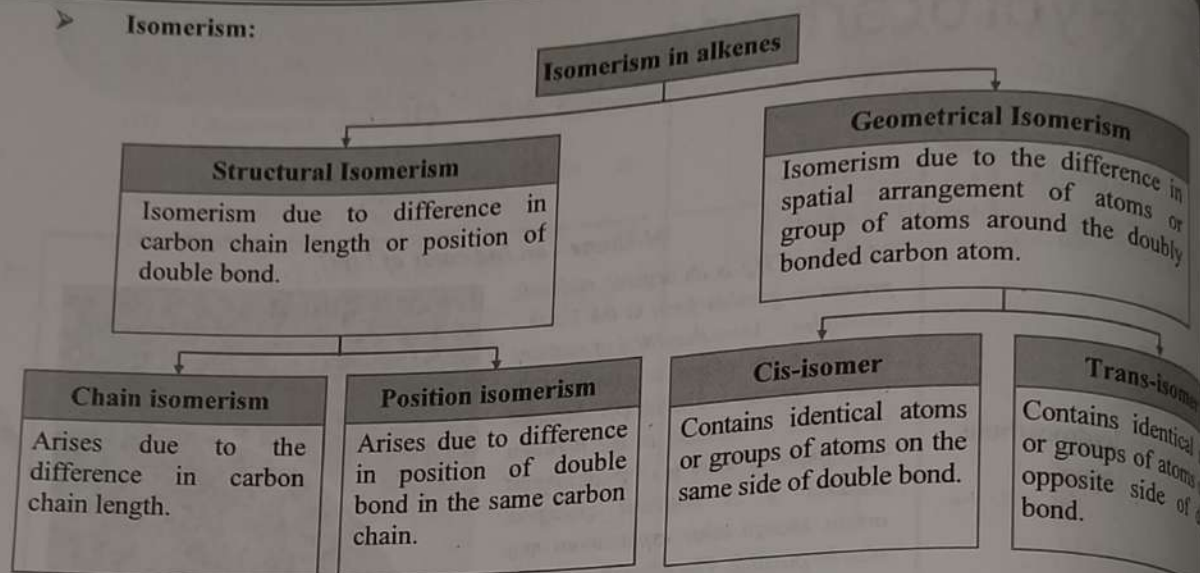 Isomerism:
Isomerism in alkenes
Structural Isomerism
Isomerism due to difference in
carbon chain length or position of
double bond.
Geometrical Isomerism
Isomerism due to the difference in
spatial arrangement of atoms or
group of atoms around the doubly
bonded carbon atom.
Chain isomerism
Arises due to the
difference in carbon
chain length.
Position isomerism
Arises due to difference
in position of double
bond in the same carbon
chain.
Cis-isomer
Contains identical atoms
or groups of atoms on the
same side of double bond.
Trans-isome
Contains identical
or groups of atoms
opposite side of
bond.